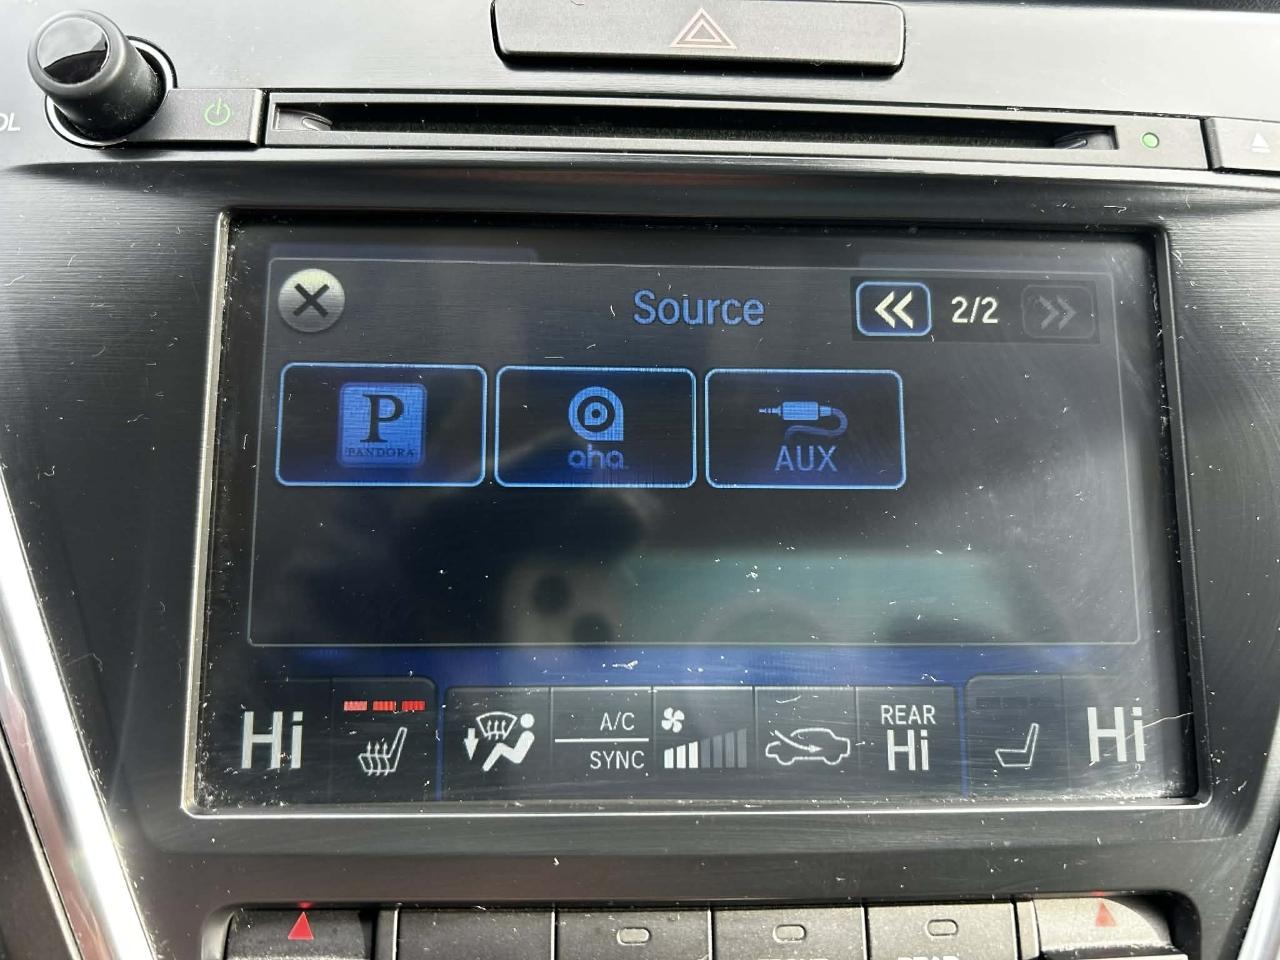 OL
Source
2/2
P
PANDORA
aha
AUX
Hi
A/C
SYNC
REAR
Hi
Hi